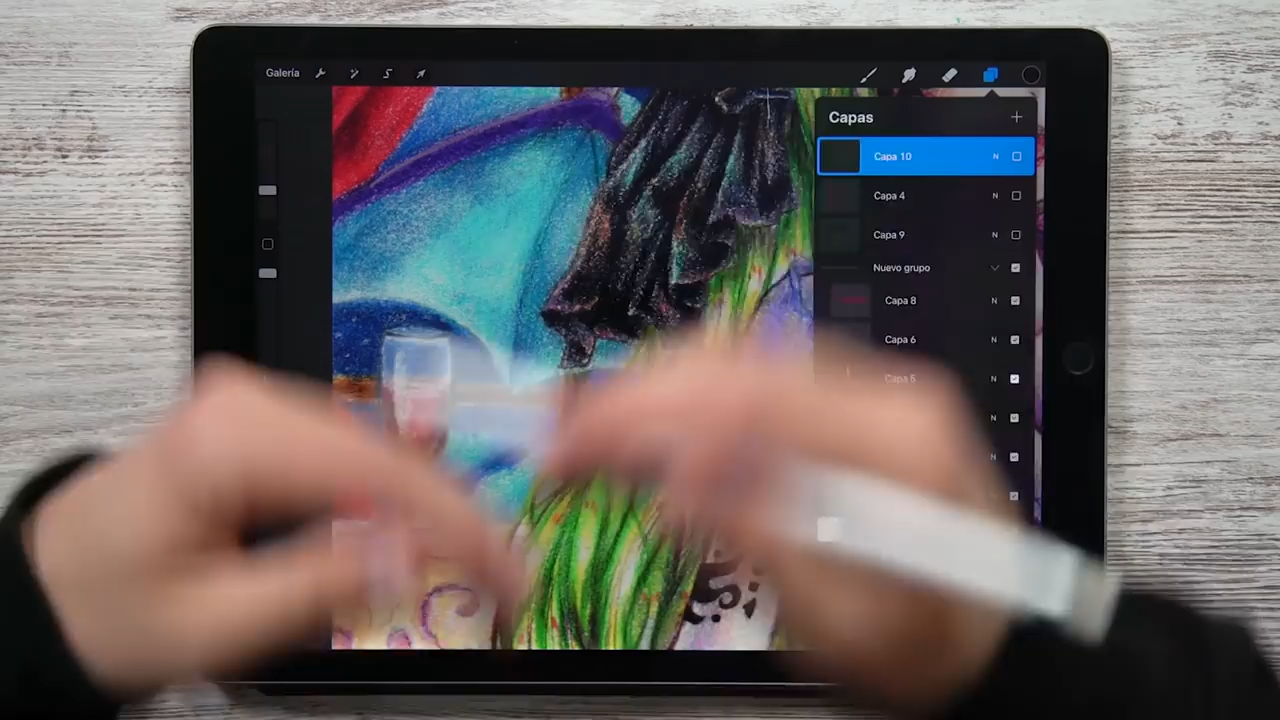 Galería
Capas
Capa 10 N
Capa 4 N
Capa 9 N
Nuevo grupo
Capa 8 N
Capa 6 N
Capa 5 N
N
N